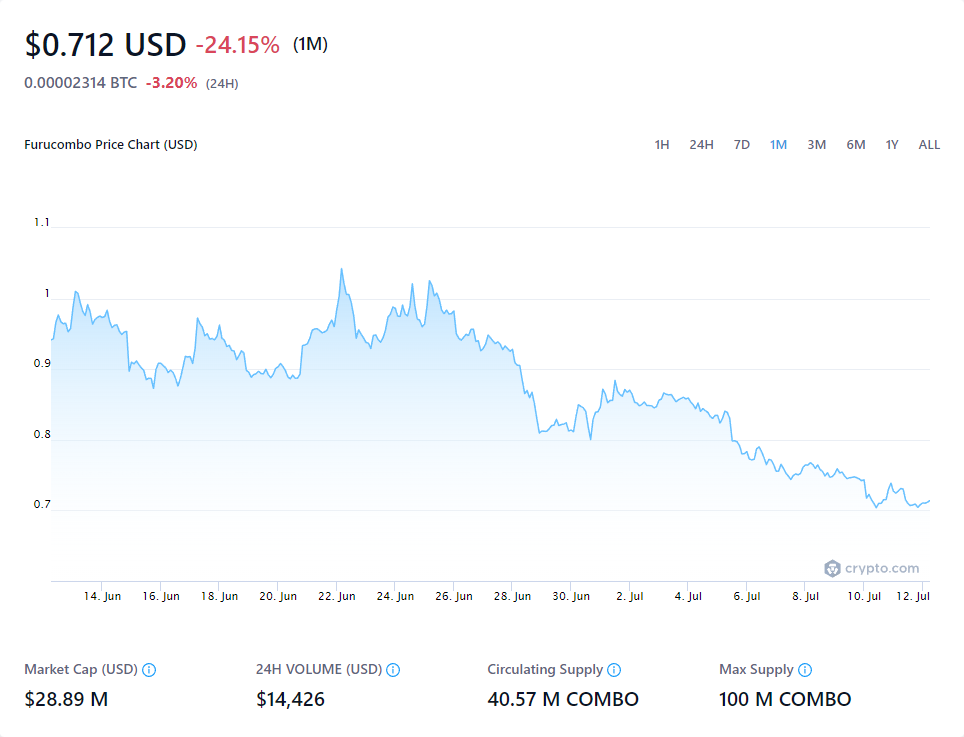 $0.712 USD -24.15% (1M)
0.00002314 BTC -3.20% (24H)
Furucombo Price Chart (USD) 1H 24H 7D 1M 3M 6M 1Y ALL
1.1
1
0.9
0.8
0.7
crypto.com
14. Jun 16. Jun 18. Jun 20. Jun 22. Jun 24. Jun 26. Jun 28. Jun 30. Jun 2. Jul 4. Jul 6. Jul 8. Jul 10. Jul 12. Jul
Market Cap (USD) 24H VOLUME (USD) Circulating Supply Max Supply
$28.89 M $14,426 40.57 M COMBO 100 M COMBO